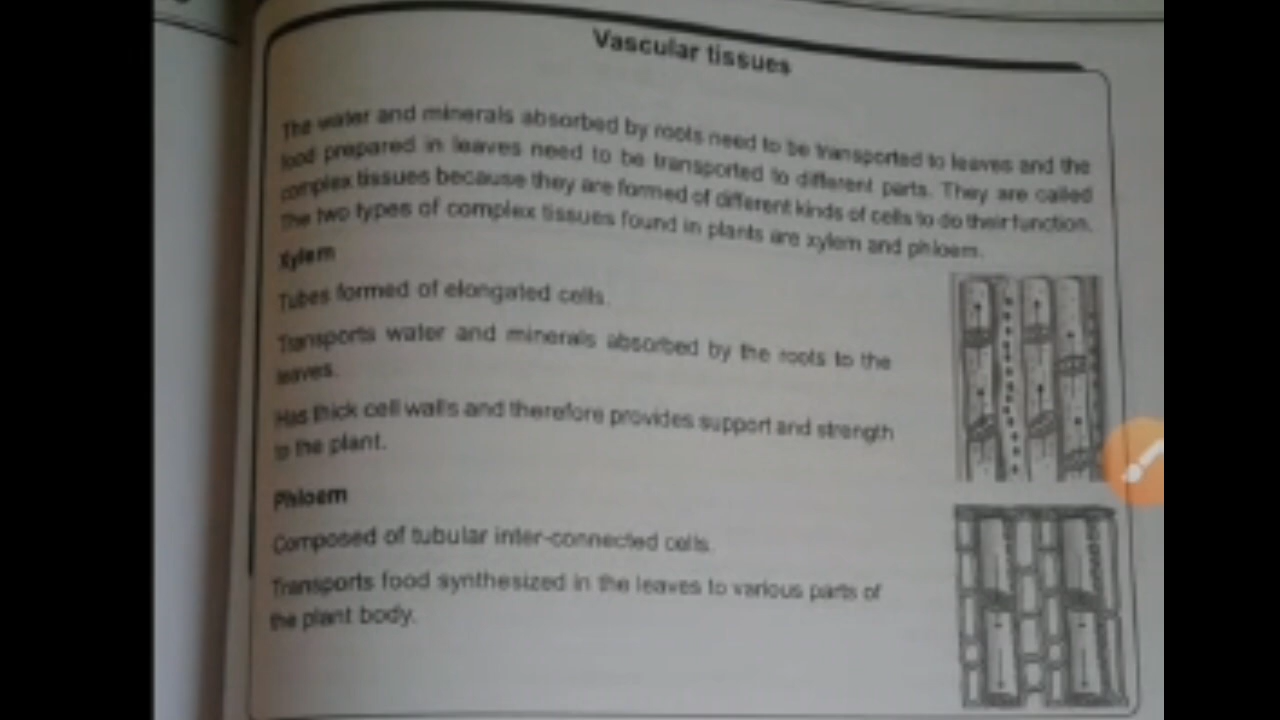 Vascular tissues
The water and minerals absorbed by roots need to be transported to leaves and the
food prepared in leaves need to be transported to different parts. They are called
complex tissues because they are formed of different kinds of cells to do their function.
The two types of complex tissues found in plants are xylem and phloem.
Xylem
Tubes formed of elongated cells.
Transports water and minerals absorbed by the roots to the
leaves.
Has thick cell walls and therefore provides support and strength
to the plant.
Phloem
Composed of tubular inter-connected cells.
Transports food synthesized in the leaves to various parts of
the plant body.